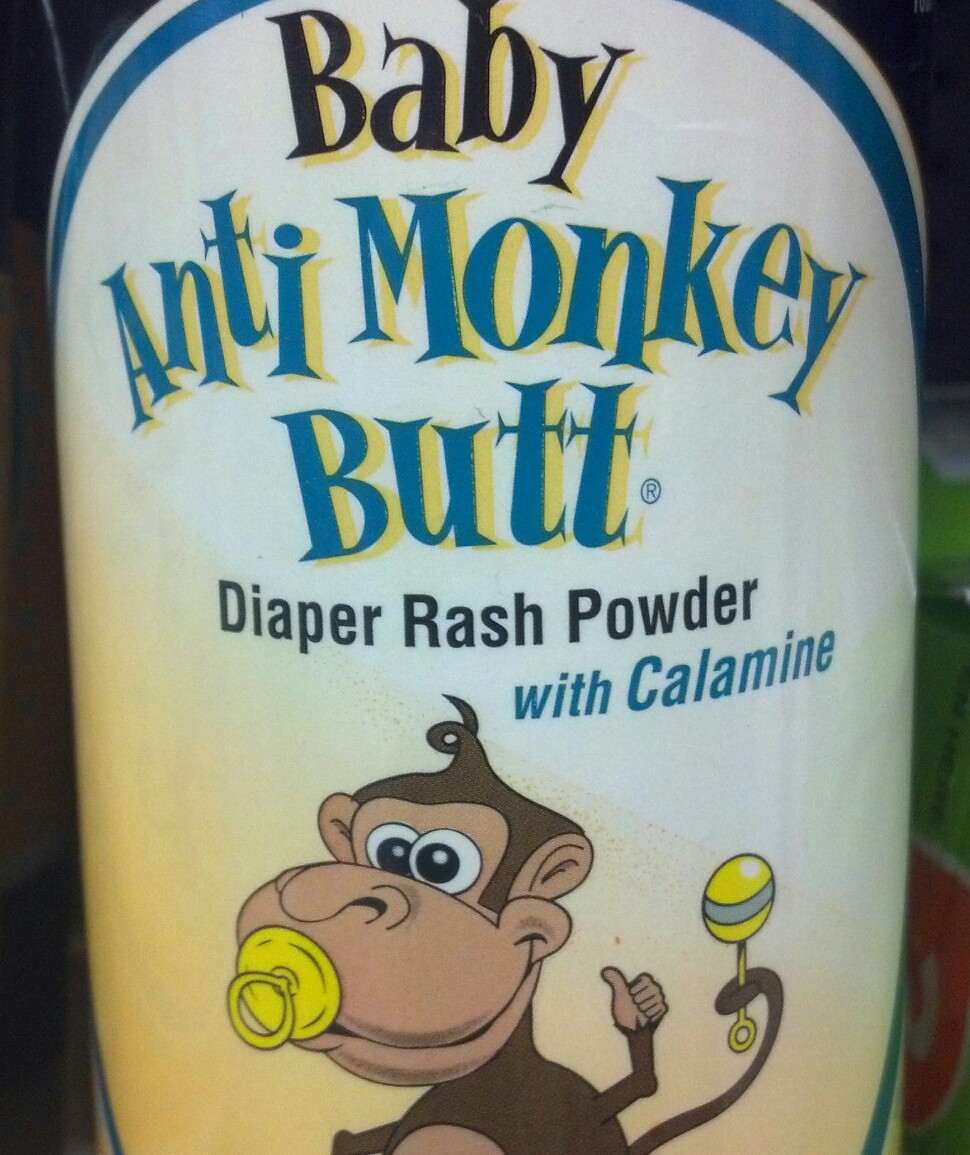 Baby
Anti Monkey
Butt®
Diaper Rash Powder
with Calamine